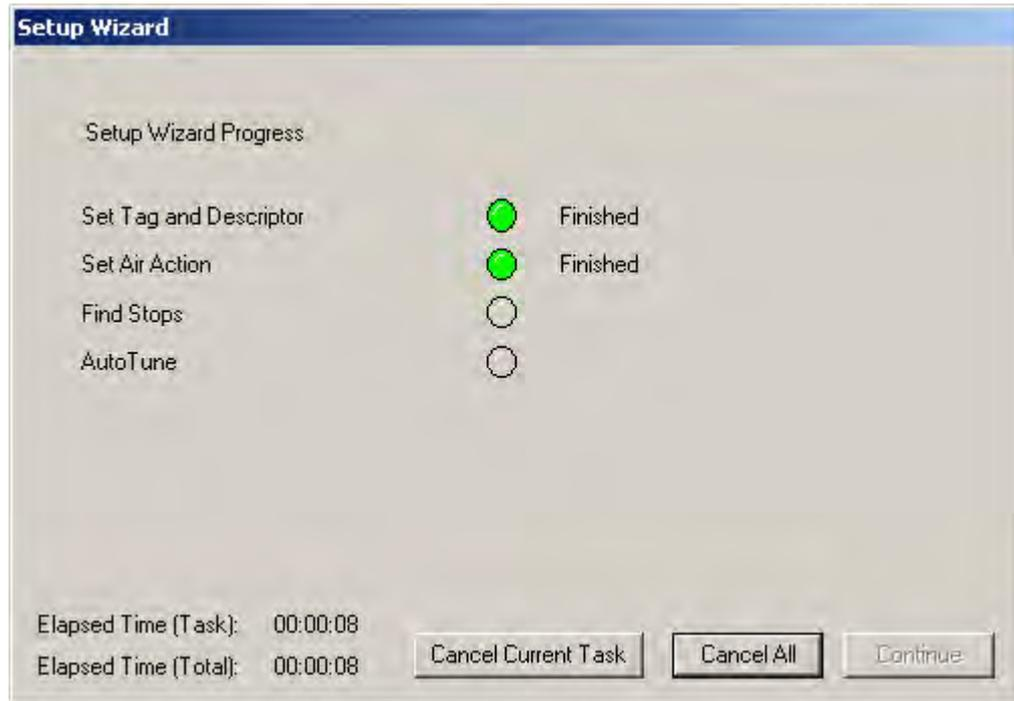 Setup Wizard
Setup Wizard Progress
Set Tag and Descriptor Finished
Set Air Action Finished
Find Stops
AutoTune
Elapsed Time (Task): 00:00:08
Elapsed Time (Total): 00:00:08
Cancel Current Task Cancel All Continue